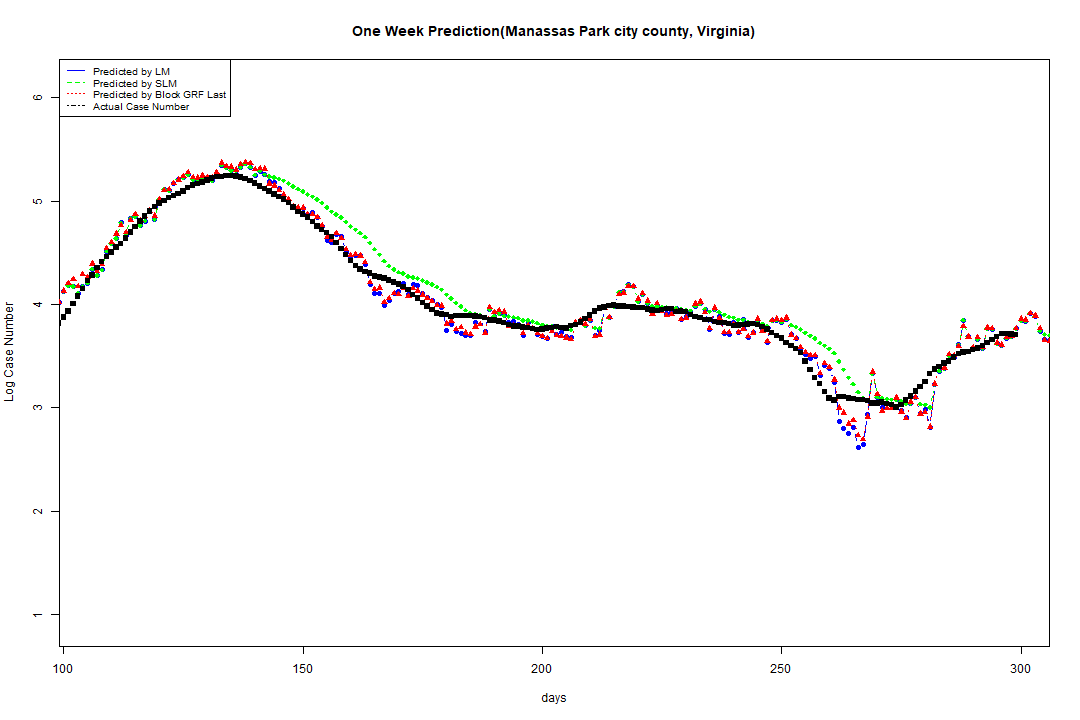 One Week Prediction(Manassas Park city county, Virginia)
Predicted by LM
Predicted by SLM
Predicted by Block GRF Last
Actual Case Number
6
5
4
3
2
1
Log Case Number
100 150 200 250 300
days